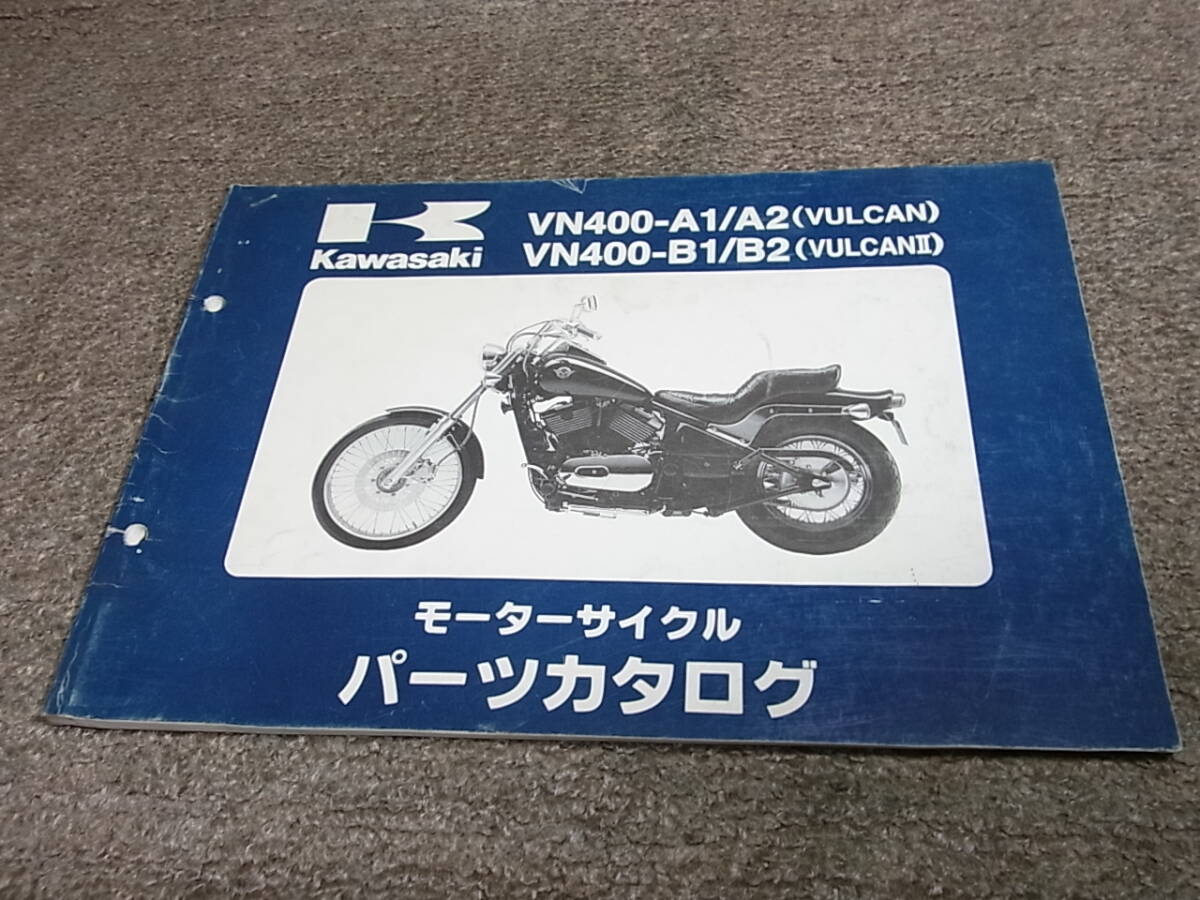 Kawasaki
VN400-A1/A2(VULCAN)
VN400-B1/B2(VULCANⅡ)
モーターサイクル
パーツカタログ